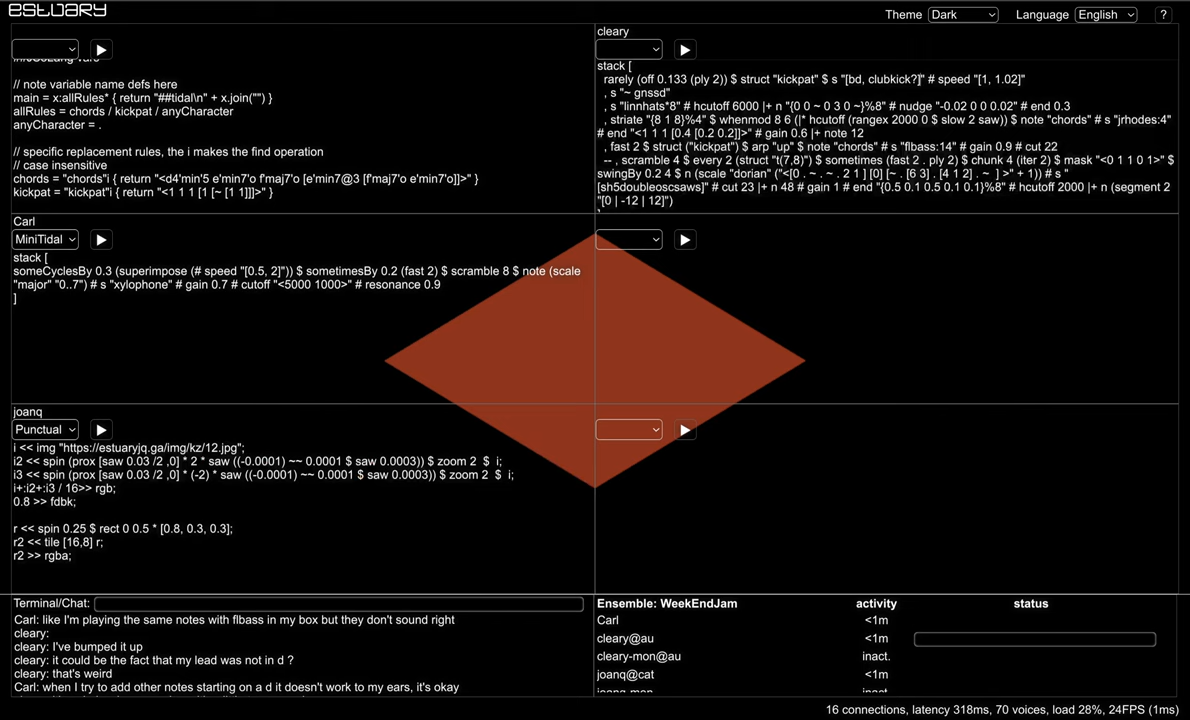 estuary
Theme Dark Language English ?
// note variable name defs here
main = x:allRules* { return "##tidal\n" + x.join("") }
allRules = chords / kickpat / anyCharacter
anyCharacter = .
// specific replacement rules, the i makes the find operation
// case insensitive
chords = "chords"i { return "<d4'min'5 e'min7'o f'maj7'o [e'min7@3 [f'maj7'o e'min7'o]]>" }
kickpat = "kickpat"i { return "<1 1 1 [1 [~ [1 1]]]>" }
cleary
stack [
rarely (off 0.133 (ply 2)) $ struct "kickpat" $ s "[bd, clubkick?]" # speed "[1, 1.02]"
, s "~ gnssd"
, s "linnhats*8" # hcutoff 6000 |+ n "{0 0 ~ 0 3 0 ~}%8" # nudge "-0.02 0 0 0.02" # end 0.3
, striate "{8 1 8}%4" $ whenmod 8 6 (|* hcutoff (rangex 2000 0 $ slow 2 saw)) $ note "chords" # s "jrhodes:4"
# end "<1 1 1 [0.4 [0.2 0.2]]>" # gain 0.6 |+ note 12
, fast 2 $ struct ("kickpat") $ arp "up" $ note "chords" # s "flbass:14" # gain 0.9 # cut 22
-- , scramble 4 $ every 2 (struct "t(7,8)") $ sometimes (fast 2 . ply 2) $ chunk 4 (iter 2) $ mask "<0 1 1 0 1>" $
swingBy 0.2 4 $ n (scale "dorian" ("<[0 . ~ . ~ . 2 1 ] [0] [~ . [6 3] . [4 1 2] . ~ ] >" + 1)) # s "
[sh5doubleoscsaws]" # cut 23 |+ n 48 # gain 1 # end "{0.5 0.1 0.5 0.1 0.1}%8" # hcutoff 2000 |+ n (segment 2
"[0 | -12 | 12]")
Carl
MiniTidal
stack [
someCyclesBy 0.3 (superimpose (# speed "[0.5, 2]")) $ sometimesBy 0.2 (fast 2) $ scramble 8 $ note (scale
"major" "0..7") # s "xylophone" # gain 0.7 # cutoff "<5000 1000>" # resonance 0.9
]
joanq
Punctual
i << img "https://estuaryjq.ga/img/kz/12.jpg";
i2 << spin (prox [saw 0.03 /2 ,0] * 2 * saw ((-0.0001) ~~ 0.0001 $ saw 0.0003)) $ zoom 2 $ i;
i3 << spin (prox [saw 0.03 /2 ,0] * (-2) * saw ((-0.0001) ~~ 0.0001 $ saw 0.0003)) $ zoom 2 $ i;
i+:i2+:i3 / 16>> rgb;
0.8 >> fdbk;
r << spin 0.25 $ rect 0 0.5 * [0.8, 0.3, 0.3];
r2 << tile [16,8] r;
r2 >> rgba;
Terminal/Chat:
Carl: like I'm playing the same notes with flbass in my box but they don't sound right
cleary:
cleary: I've bumped it up
cleary: it could be the fact that my lead was not in d ?
cleary: that's weird
Carl: when I try to add other notes starting on a d it doesn't work to my ears, it's okay
Ensemble: WeekEndJam activity status
Carl <1m
cleary@au <1m
cleary-mon@au inact.
joanq@cat <1m
16 connections, latency 318ms, 70 voices, load 28%, 24FPS (1ms)